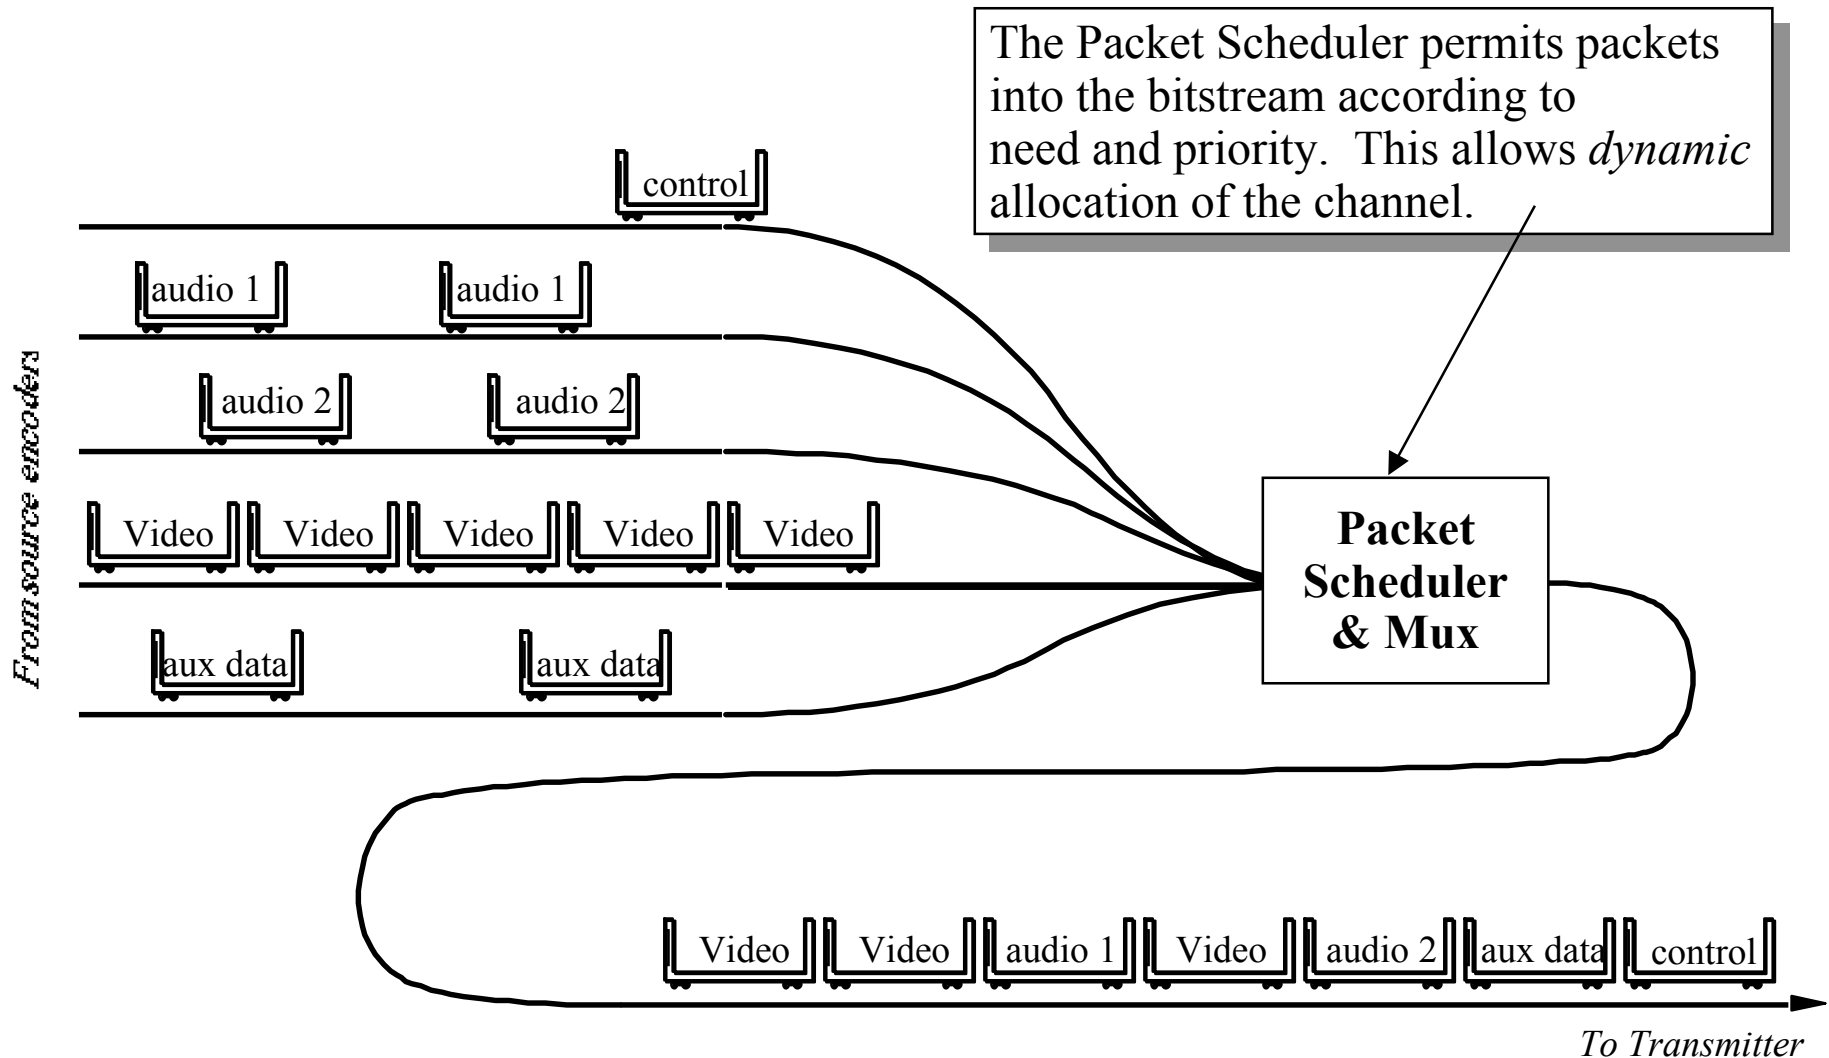 The Packet Scheduler permits packets
into the bitstream according to
need and priority. This allows dynamic
allocation of the channel.
control
audio 1 audio 1
audio 2 audio 2
From source encoders
Video Video Video Video Video
Packet
Scheduler
& Mux
aux data aux data
Video Video audio 1 Video audio 2 aux data control
To Transmitter